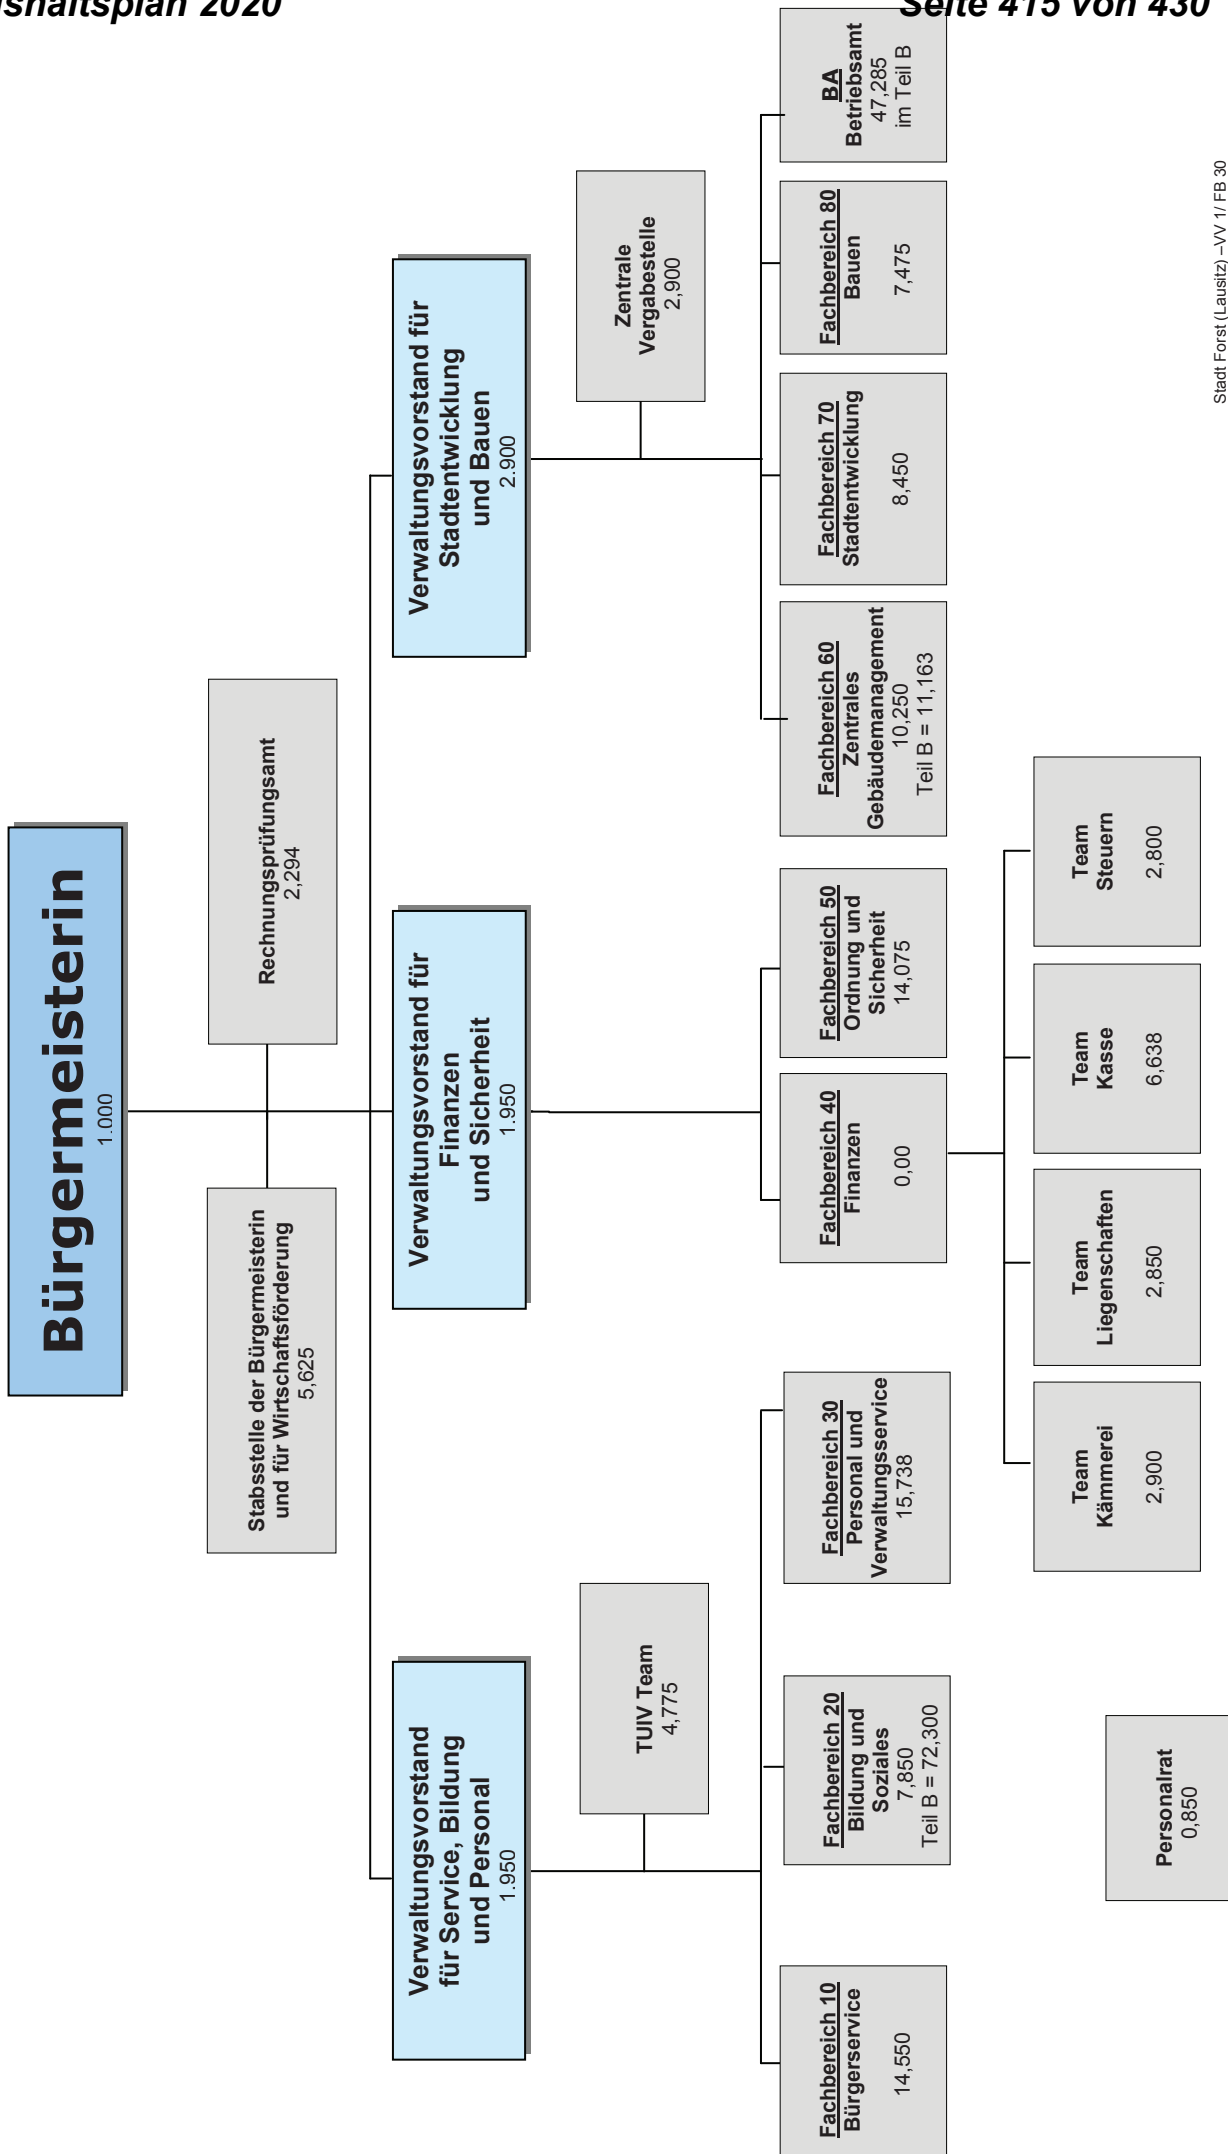 shaltsplan 2020
Seite 415 von 430
Bürgermeisterin
1.000
Stabsstelle der Bürgermeisterin
und für Wirtschaftsförderung
5,625
Rechnungsprüfungsamt
2,294
Verwaltungsvorstand
für Service, Bildung
und Personal
1.950
Verwaltungsvorstand für
Finanzen
und Sicherheit
1.950
Verwaltungsvorstand für
Stadtentwicklung
und Bauen
2.900
TUIV Team
4,775
Zentrale
Vergabestelle
2,900
Fachbereich 10
Bürgerservice
14,550
Fachbereich 20
Bildung und
Soziales
7,850
Teil B = 72,300
Fachbereich 30
Personal und
Verwaltungsservice
15,738
Fachbereich 40
Finanzen
0,00
Fachbereich 50
Ordnung und
Sicherheit
14,075
Fachbereich 60
Zentrales
Gebäudemanagement
10,250
Teil B = 11,163
Fachbereich 70
Stadtentwicklung
8,450
Fachbereich 80
Bauen
7,475
BA
Betriebsamt
47,285
im Teil B
Team
Kämmerei
2,900
Team
Liegenschaften
2,850
Team
Kasse
6,638
Team
Steuern
2,800
Personalrat
0,850
Stadt Forst (Lausitz) –VV 1/ FB 30